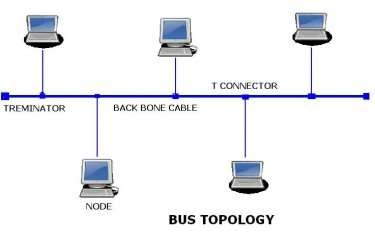 T CONNECTOR
TREMINATOR
BACK BONE CABLE
NODE
BUS TOPOLOGY